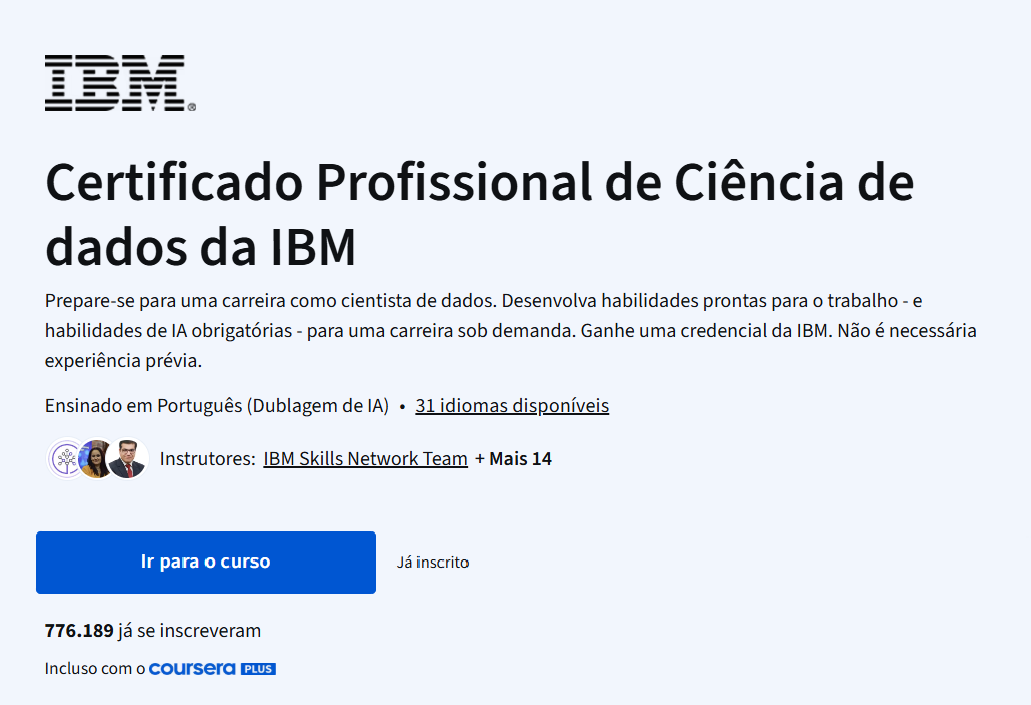 IBM®
Certificado Profissional de Ciência de
dados da IBM
Prepare-se para uma carreira como cientista de dados. Desenvolva habilidades prontas para o trabalho - e
habilidades de IA obrigatórias - para uma carreira sob demanda. Ganhe uma credencial da IBM. Não é necessária
experiência prévia.
Ensinado em Português (Dublagem de IA) • 31 idiomas disponíveis
Instrutores: IBM Skills Network Team + Mais 14
Ir para o curso
Já inscrito
776.189 já se inscreveram
Incluso com o coursera PLUS